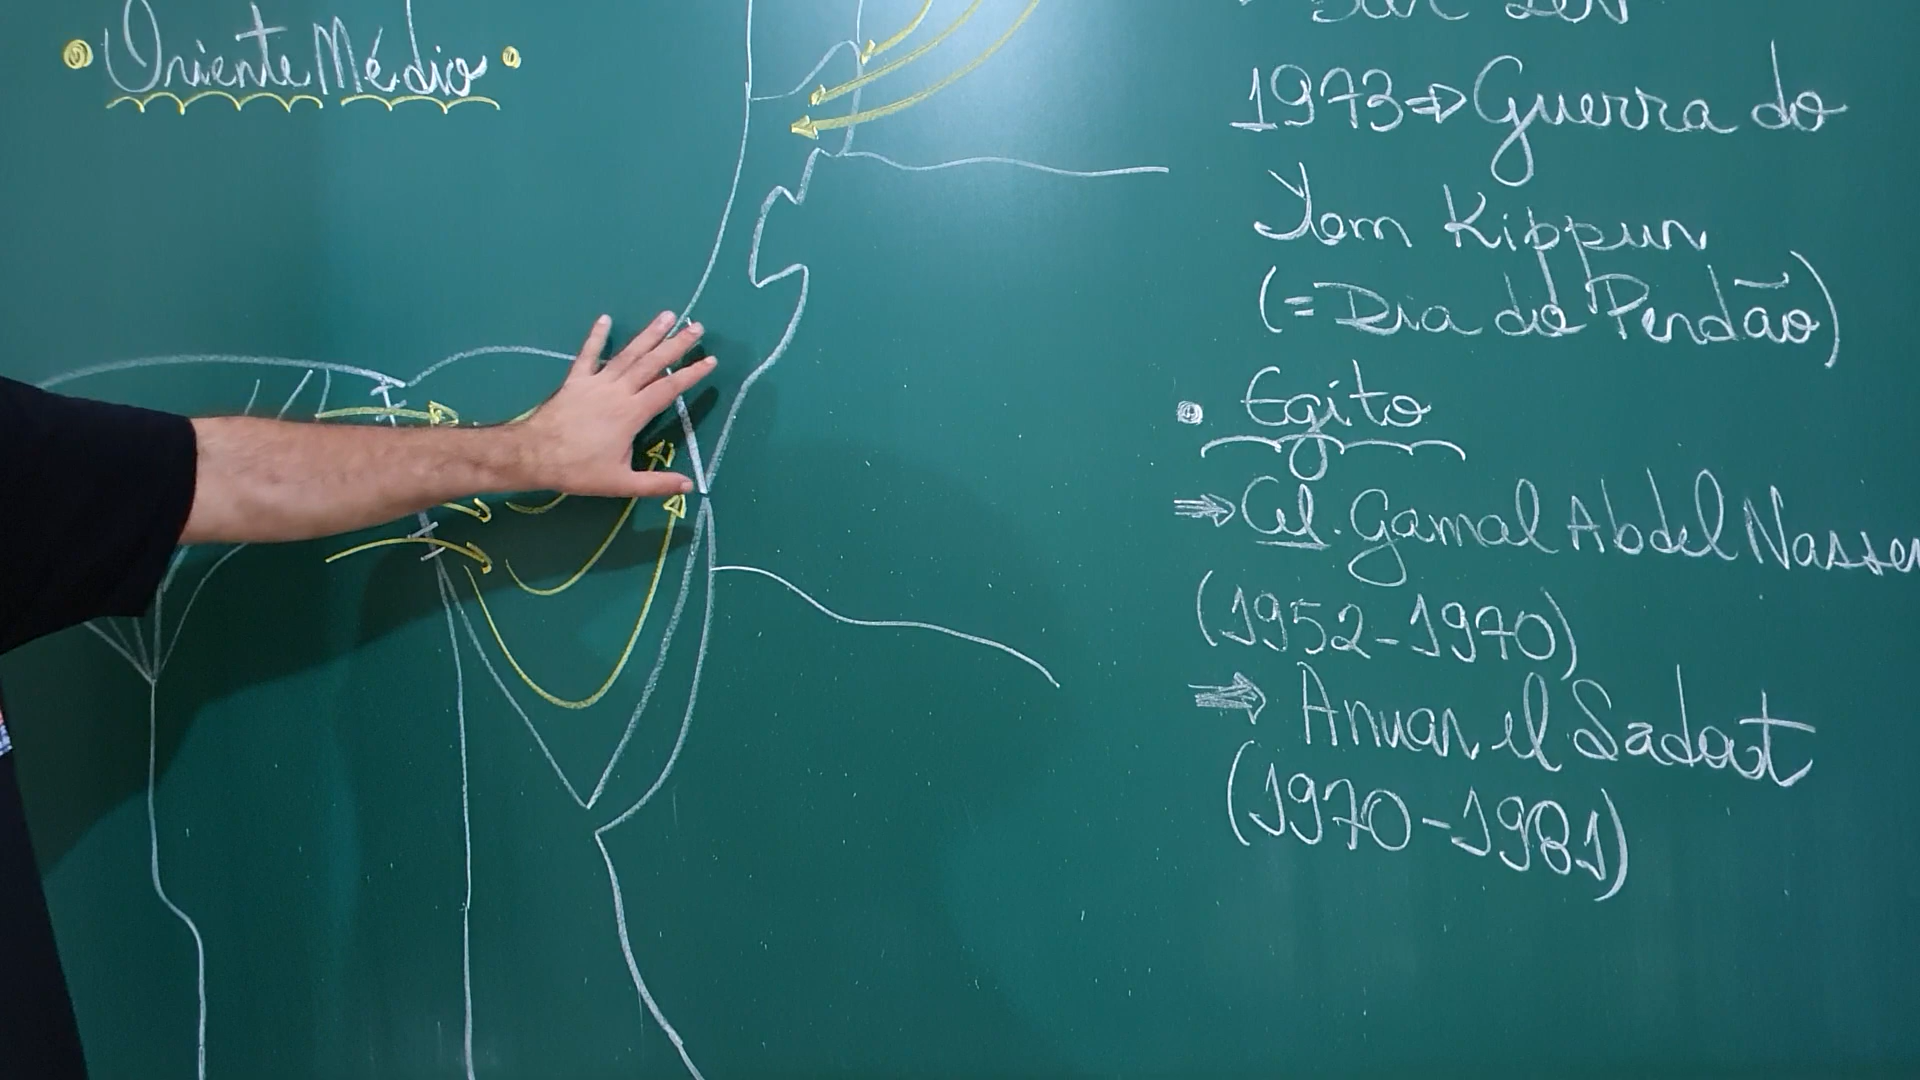 Oriente Médio
1973 ⇒ Guerra do
Yom Kippur
(= Dia do Perdão)
• Egito
⇒ Cel. Gamal Abdel Nasser
(1952-1970)
⇒ Anuar el Sadat
(1970-1981)